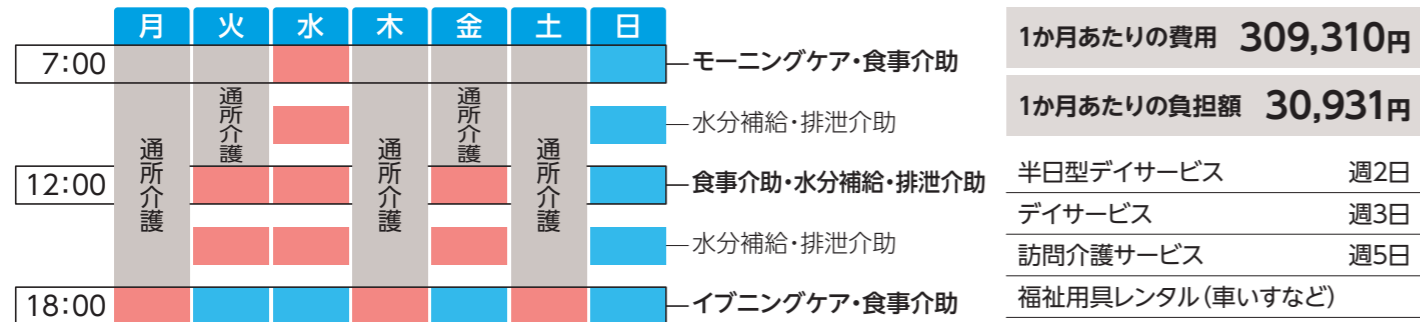 月 火 水 木 金 土 日
7:00
モーニングケア・食事介助
通所介護
通所介護
水分補給・排泄介助
通所介護
通所介護
通所介護
12:00
食事介助・水分補給・排泄介助
水分補給・排泄介助
18:00
イブニングケア・食事介助
1か月あたりの費用 309,310円
1か月あたりの負担額 30,931円
半日型デイサービス 週2日
デイサービス 週3日
訪問介護サービス 週5日
福祉用具レンタル（車いすなど）